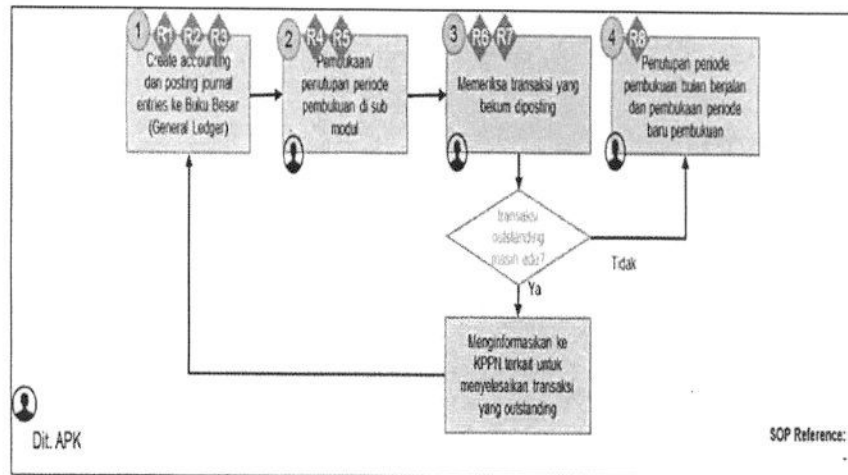 1 R1 R2 R3
Create accounting
dan posting journal
entries ke Buku Besar
(General Ledger)
2 R4 R5
Pembukaan/
penutupan periode
pembukuan di sub
modul
3 R6 R7
Memeriksa transaksi yang
bekum diposting
4 R8
Penutupan periode
pembukuan bulan berjalan
dan pembukaan periode
baru pembukuan
transaksi
outstanding
masih ada?
Tidak
Ya
Menginformasikan ke
KPPN terkait untuk
menyelesaikan transaksi
yang outstanding
Dit. APK
SOP Reference:
-